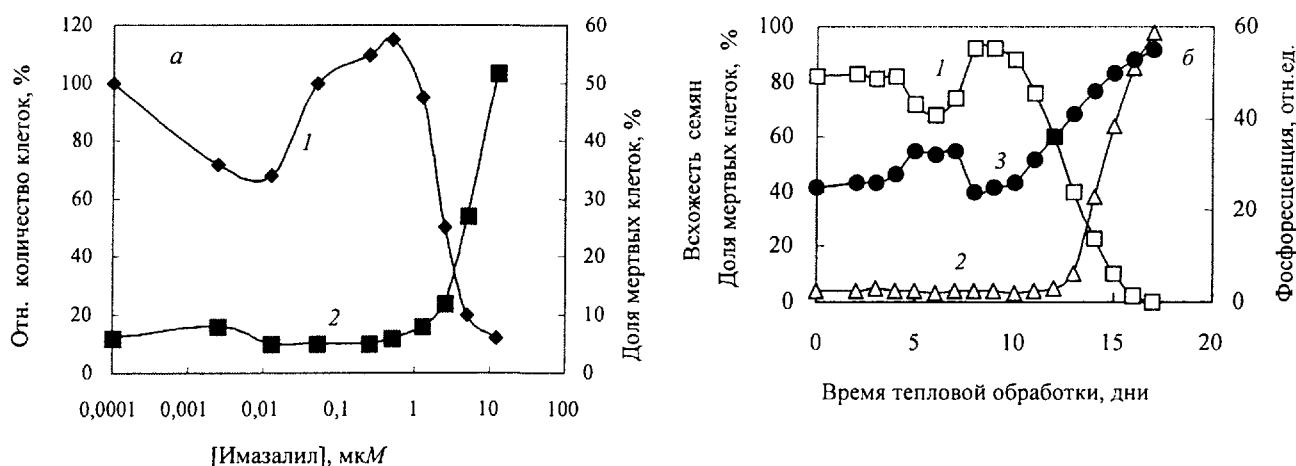 Отн. количество клеток, %
120
100
80
60
40
20
0
а
1
2
60
50
40
30
20
10
0
Доля мертвых клеток, %
0,0001 0,001 0,01 0,1 1 10 100
[Имазалил], мкМ
Всхожесть семян
Доля мертвых клеток, %
100
80
60
40
20
0
1
б
3
2
60
40
20
0
Фосфоресценция, отн.ед.
0 5 10 15 20
Время тепловой обработки, дни